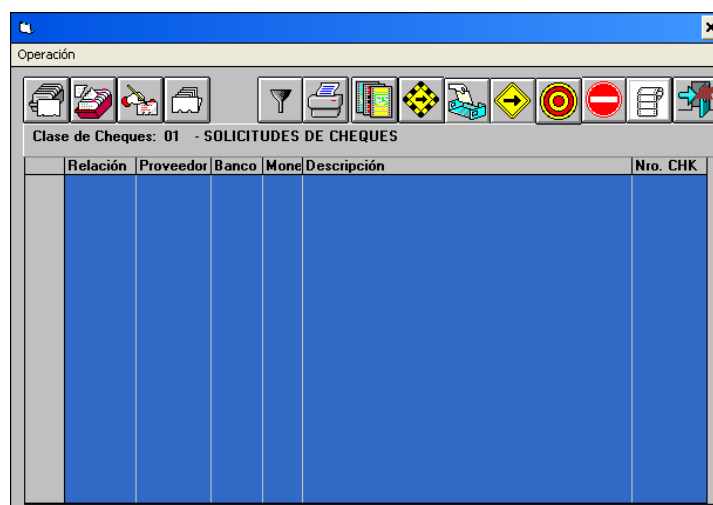 Operación
Clase de Cheques: 01 - SOLICITUDES DE CHEQUES
Relación Proveedor Banco Mone Descripción Nro. CHK